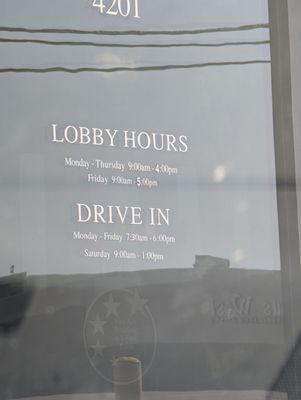 4201
LOBBY HOURS
Monday - Thursday 9:00am - 4:00pm
Friday 9:00am - 5:00pm
DRIVE IN
Monday - Friday 7:30am - 6:00pm
Saturday 9:00am - 1:00pm